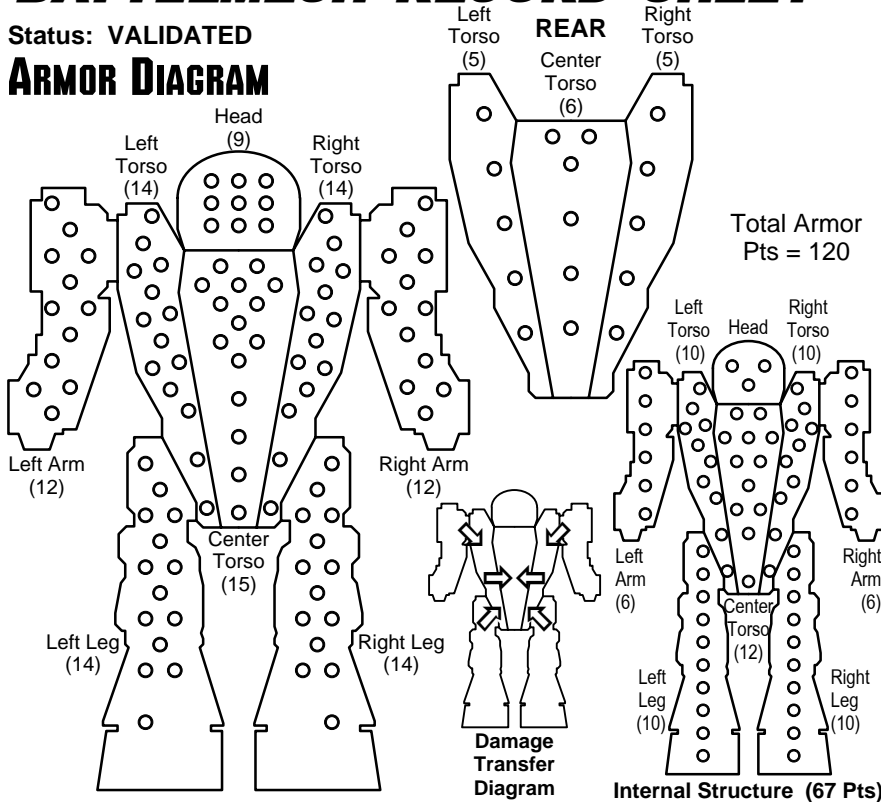 Status: VALIDATED
ARMOR DIAGRAM
Head
(9)
Left
Torso
(14)
Right
Torso
(14)
Left Arm
(12)
Right Arm
(12)
Center
Torso
(15)
Left Leg
(14)
Right Leg
(14)
Left
Torso
(5)
REAR
Center
Torso
(6)
Right
Torso
(5)
Total Armor
Pts = 120
Left
Torso
(10)
Head
Right
Torso
(10)
Left
Arm
(6)
Right
Arm
(6)
Center
Torso
(12)
Left
Leg
(10)
Right
Leg
(10)
Damage
Transfer
Diagram
Internal Structure (67 Pts)